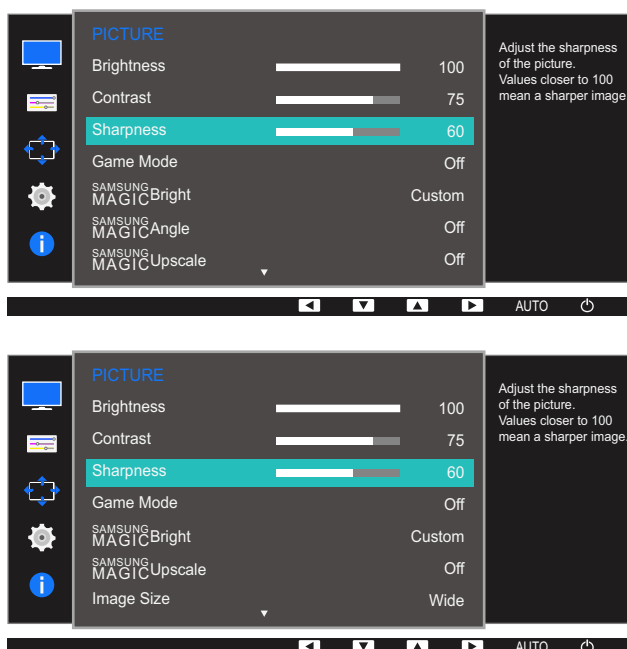 PICTURE
Brightness 100
Contrast 75
Sharpness 60
Game Mode Off
SAMSUNG MAGIC Bright Custom
SAMSUNG MAGIC Angle Off
SAMSUNG MAGIC Upscale Off
Adjust the sharpness
of the picture.
Values closer to 100
mean a sharper image.
AUTO
PICTURE
Brightness 100
Contrast 75
Sharpness 60
Game Mode Off
SAMSUNG MAGIC Bright Custom
SAMSUNG MAGIC Upscale Off
Image Size Wide
Adjust the sharpness
of the picture.
Values closer to 100
mean a sharper image.
AUTO